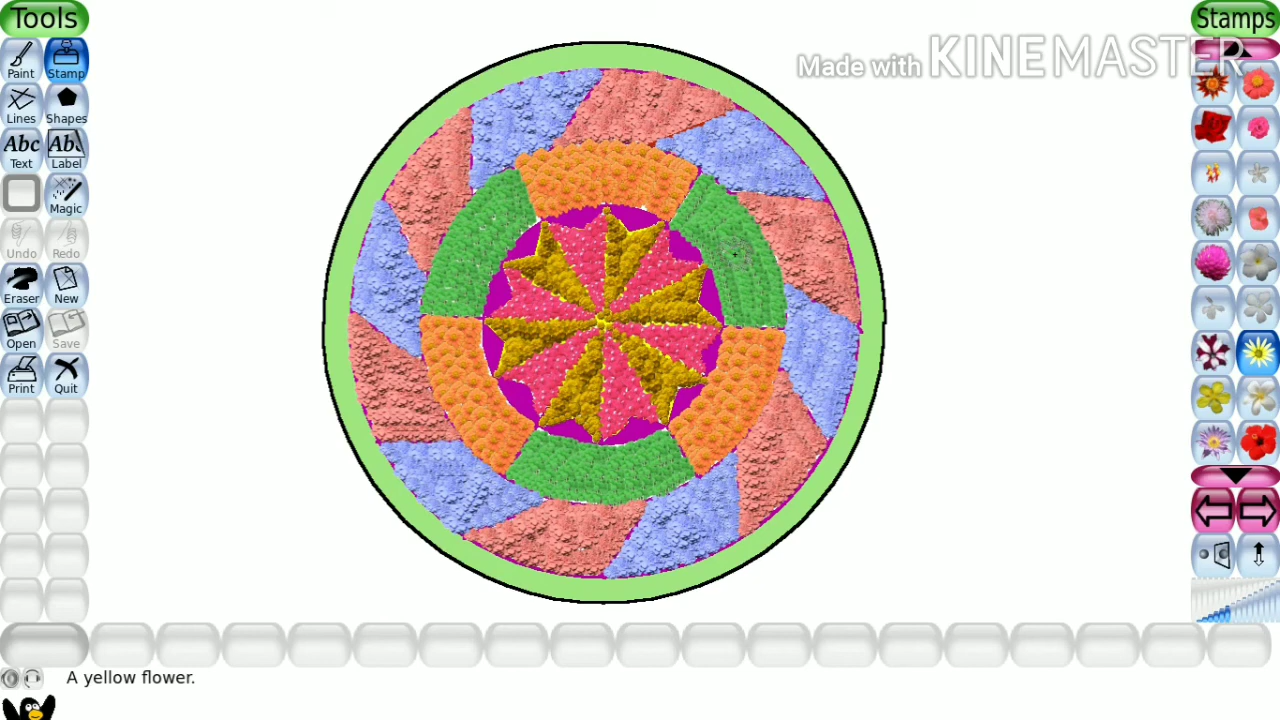 Tools
Stamps
Made with KINEMASTER
Paint
Stamp
Lines
Shapes
Abc
Abc
Text
Label
Magic
Undo
Redo
Eraser
New
Open
Save
Print
Quit
A yellow flower.